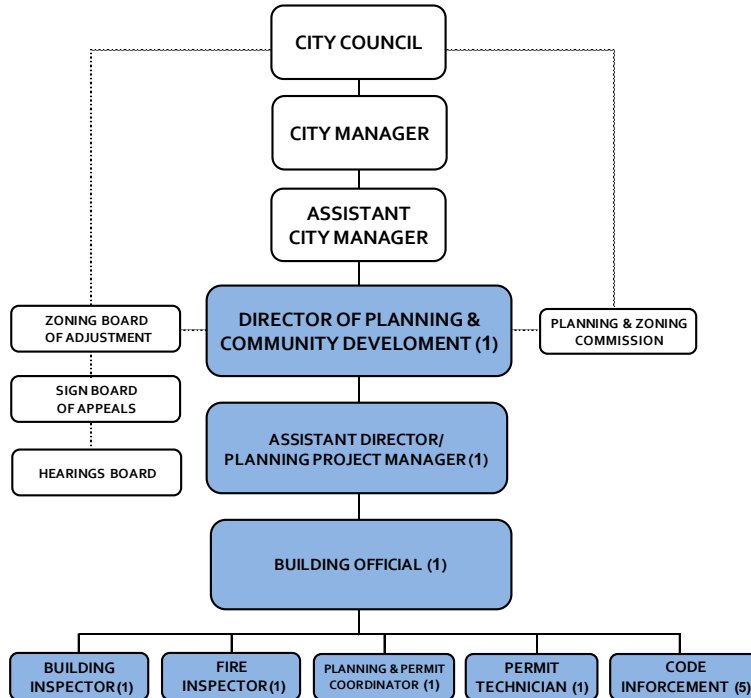 CITY COUNCIL
CITY MANAGER
ASSISTANT
CITY MANAGER
DIRECTOR OF PLANNING &
COMMUNITY DEVELOMENT (1)
ZONING BOARD
OF ADJUSTMENT
PLANNING & ZONING
COMMISSION
SIGN BOARD
OF APPEALS
HEARINGS BOARD
ASSISTANT DIRECTOR/
PLANNING PROJECT MANAGER (1)
BUILDING OFFICIAL (1)
BUILDING
INSPECTOR (1)
FIRE
INSPECTOR (1)
PLANNING & PERMIT
COORDINATOR (1)
PERMIT
TECHNICIAN (1)
CODE
INFORCEMENT (5)